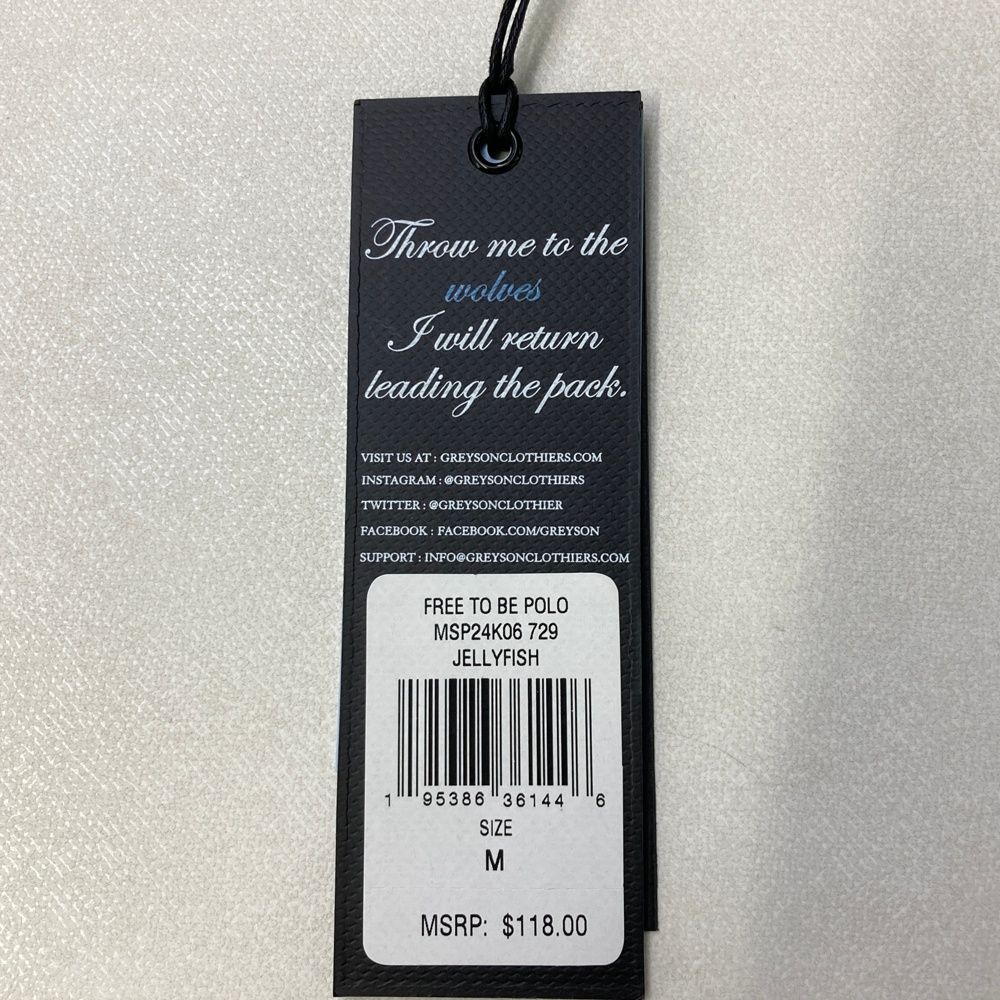 Throw me to the
wolves
I will return
leading the pack.
VISIT US AT : GREYSONCLOTHIERS.COM
INSTAGRAM : @GREYSONCLOTHIERS
TWITTER : @GREYSONCLOTHIER
FACEBOOK : FACEBOOK.COM/GREYSON
SUPPORT : INFO@GREYSONCLOTHIERS.COM
FREE TO BE POLO
MSP24K06 729
JELLYFISH
1 95386 36144 6
SIZE
M
MSRP: $118.00